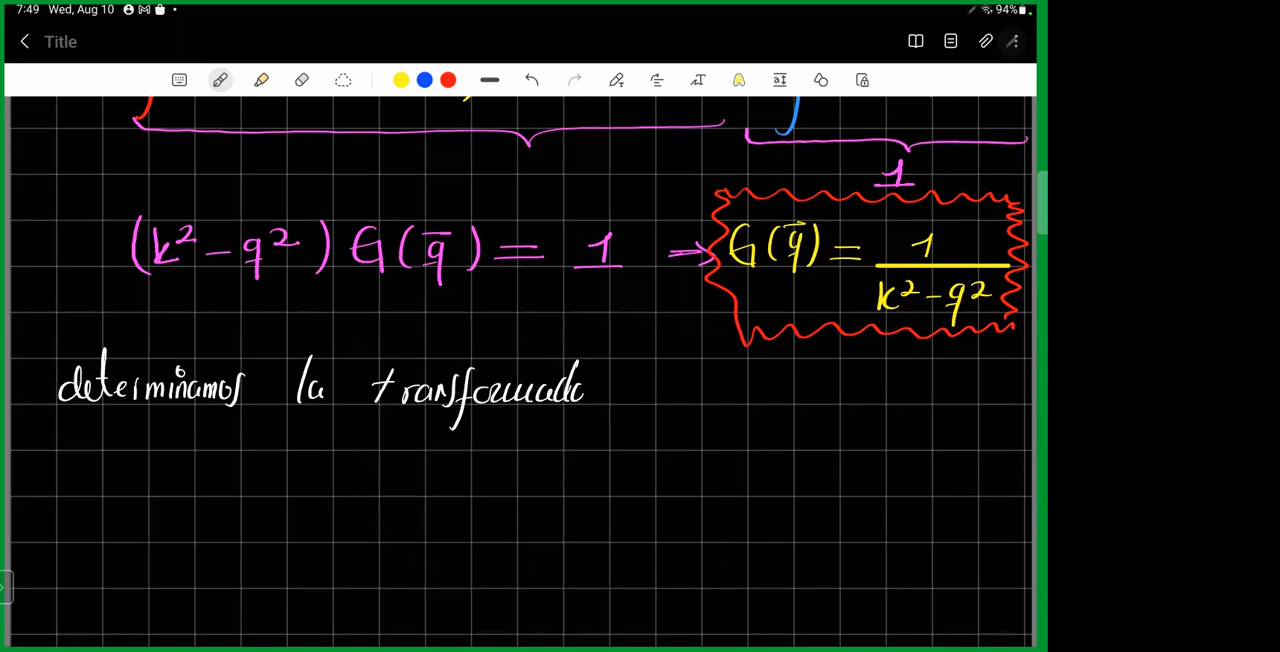 7:49 Wed, Aug 10 94%
Title
1
(k² - q²) G(q̄) = 1 ⇒ G(q⃗) = 1 / k² - q²
determinamos la transformada